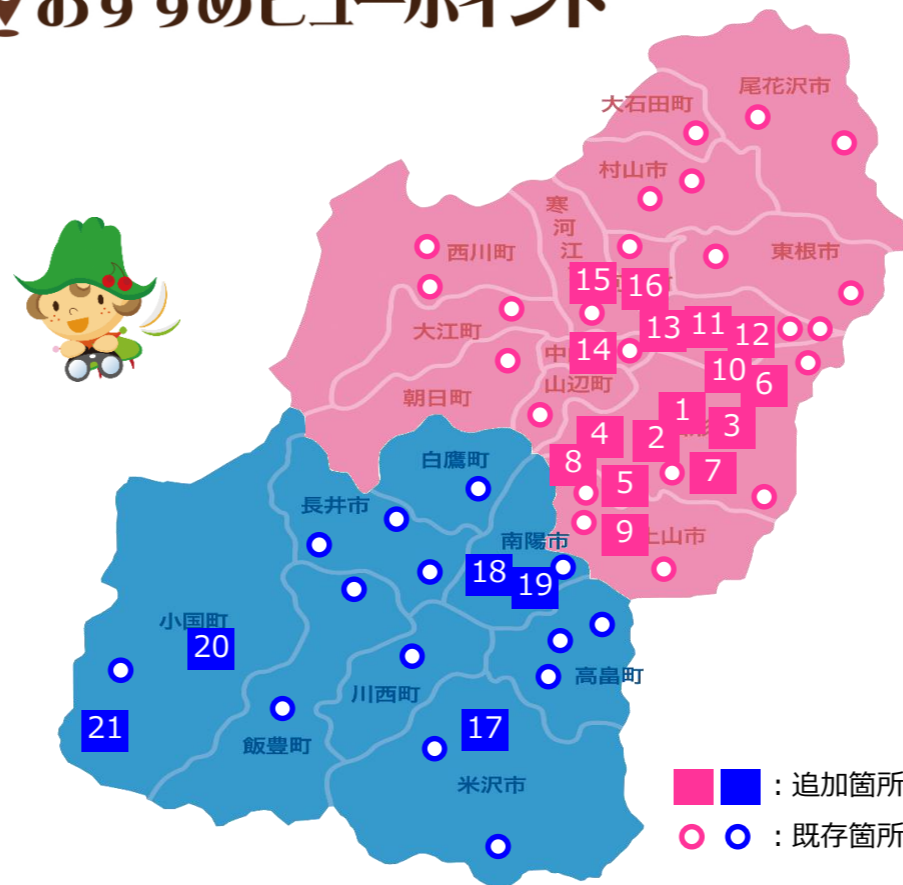 おすすめビューポイント
尾花沢市
大石田町
村山市
寒河江
西川町
東根市
15
16
大江町
13
11
12
14
中
山辺町
10
6
朝日町
1
3
4
2
8
5
7
白鷹町
長井市
9
上山市
南陽市
18
19
小国町
20
高畠町
川西町
21
17
飯豊町
米沢市
：追加箇所
：既存箇所